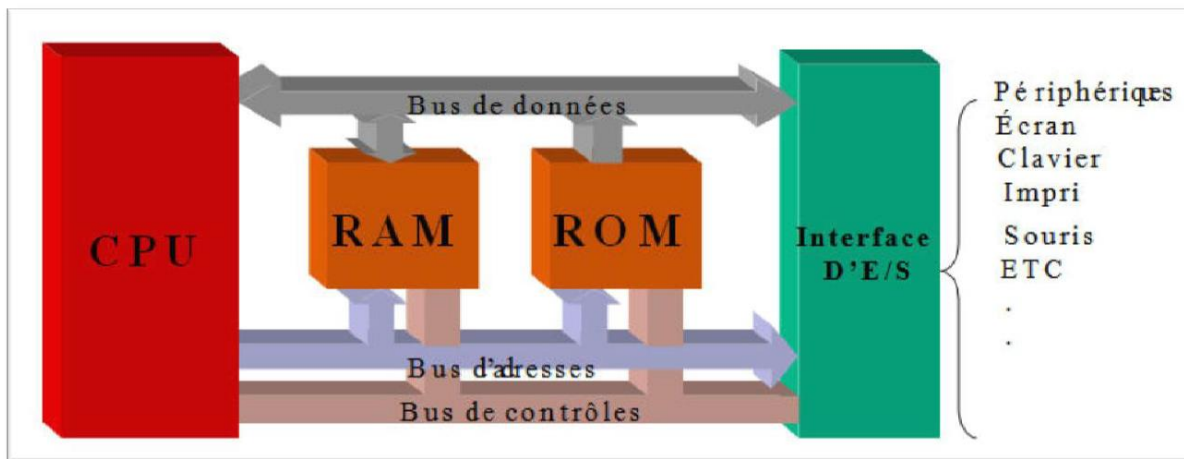 Bus de données
CPU
RAM
ROM
Interface
D'E/S
Bus d'adresses
Bus de contrôles
Périphériques
Écran
Clavier
Impri
Souris
ETC
.
.